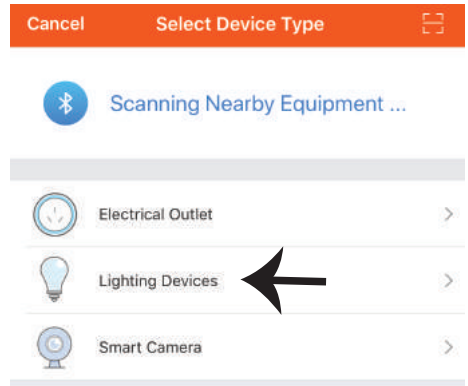 Cancel Select Device Type
Scanning Nearby Equipment ...
Electrical Outlet
Lighting Devices
Smart Camera